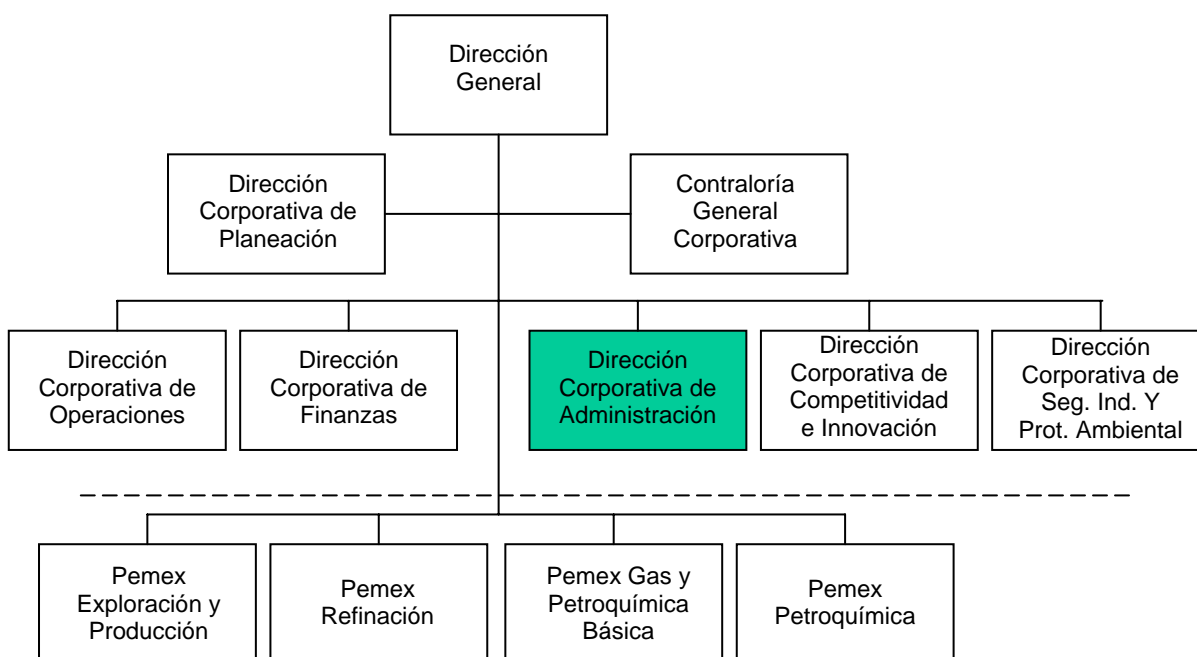 Dirección
General
Dirección
Corporativa de
Planeación
Contraloría
General
Corporativa
Dirección
Corporativa de
Operaciones
Dirección
Corporativa de
Finanzas
Dirección
Corporativa de
Administración
Dirección
Corporativa de
Competitividad
e Innovación
Dirección
Corporativa de
Seg. Ind. Y
Prot. Ambiental
Pemex
Exploración y
Producción
Pemex
Refinación
Pemex Gas y
Petroquímica
Básica
Pemex
Petroquímica